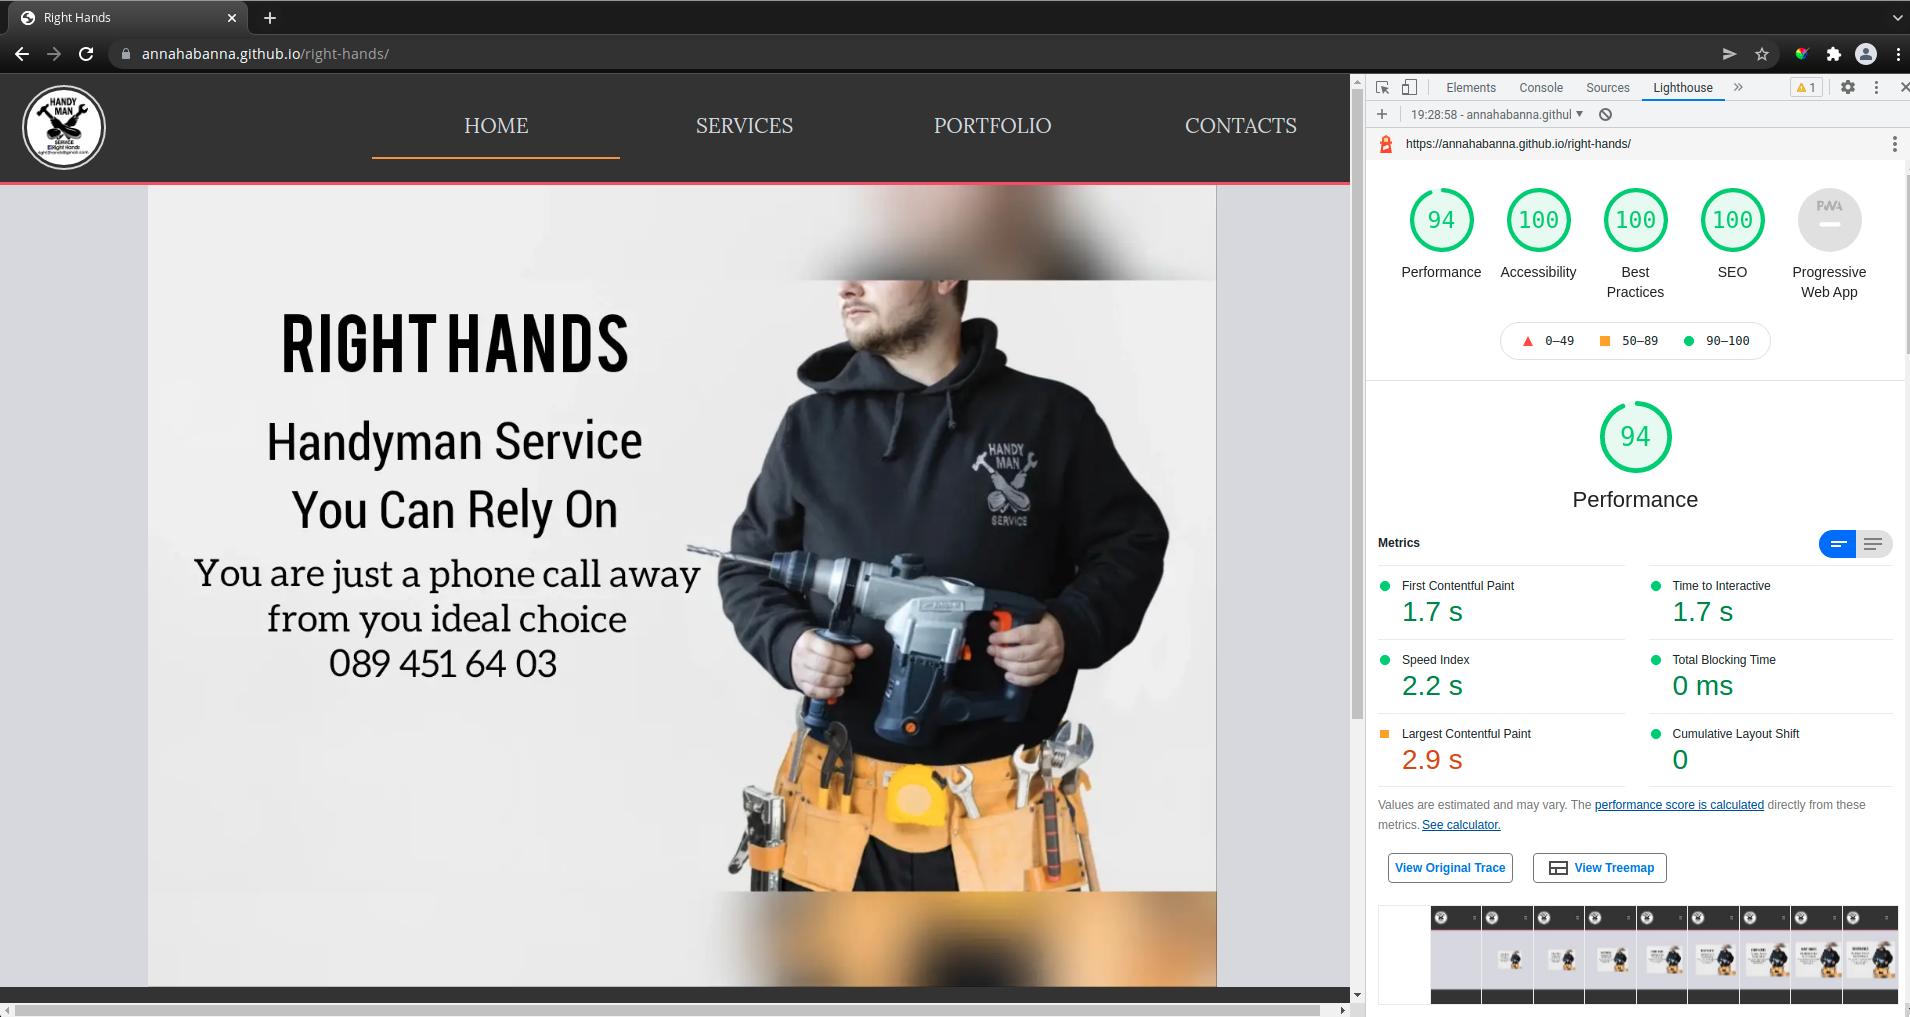 Right Hands
annahabanna.github.io/right-hands/
HANDY
MAN
SERVICE
Right Hands
HOME
SERVICES
PORTFOLIO
CONTACTS
RIGHT HANDS
Handyman Service
You Can Rely On
You are just a phone call away
from you ideal choice
089 451 64 03
HANDY
MAN
SERVICE
Elements
Console
Sources
Lighthouse
1
19:28:58 - annahabanna.githul
https://annahabanna.github.io/right-hands/
94
100
100
100
PWA
Performance
Accessibility
Best
Practices
SEO
Progressive
Web App
0–49
50–89
90–100
94
Performance
Metrics
First Contentful Paint
1.7 s
Time to Interactive
1.7 s
Speed Index
2.2 s
Total Blocking Time
0 ms
Largest Contentful Paint
2.9 s
Cumulative Layout Shift
0
Values are estimated and may vary. The performance score is calculated directly from these
metrics. See calculator.
View Original Trace
View Treemap